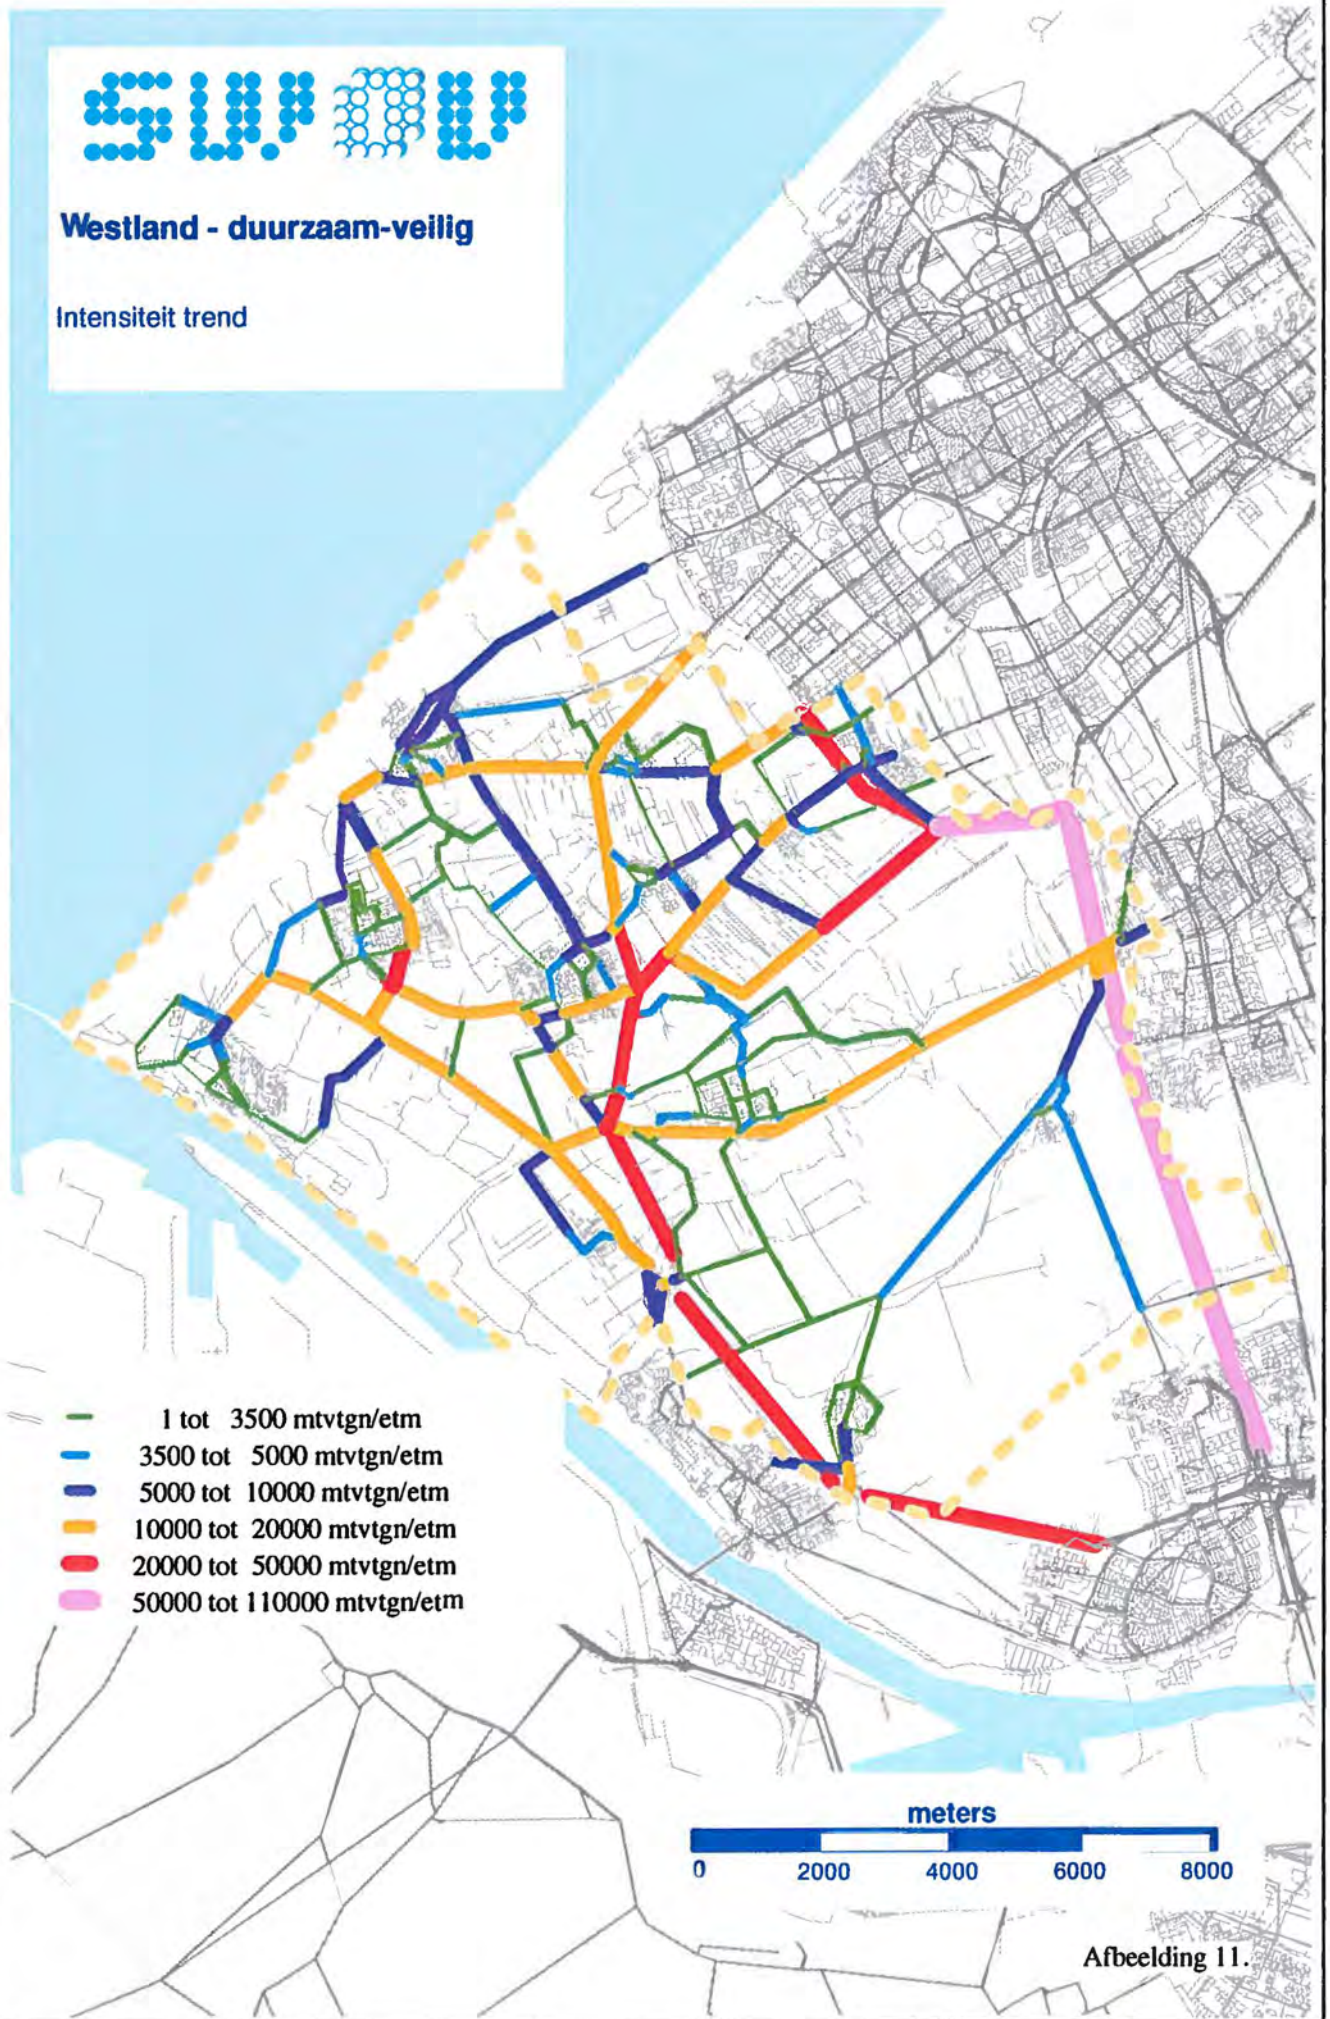 SWOV
Westland - duurzaam-veilig
Intensiteit trend
1 tot 3500 mtvtgn/etm
3500 tot 5000 mtvtgn/etm
5000 tot 10000 mtvtgn/etm
10000 tot 20000 mtvtgn/etm
20000 tot 50000 mtvtgn/etm
50000 tot 110000 mtvtgn/etm
meters
0 2000 4000 6000 8000
Afbeelding 11.